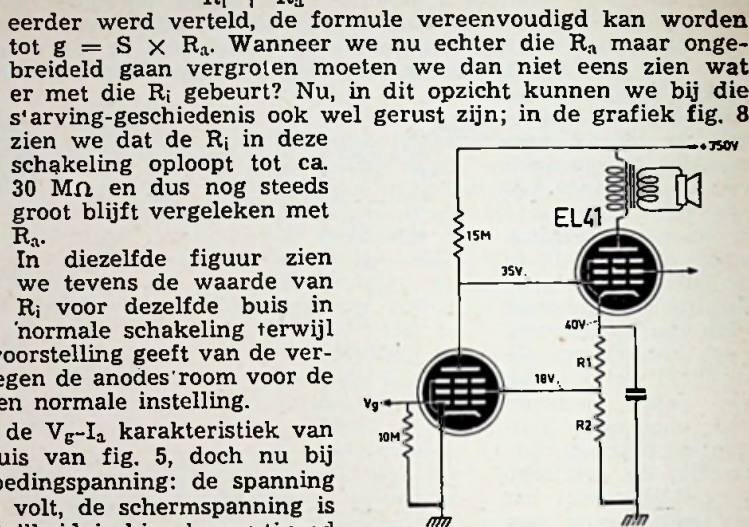 eerder werd verteld, de formule vereenvoudigd kan worden
tot g = S × Rₐ. Wanneer we nu echter die Rₐ maar onge-
breideld gaan vergroten moeten we dan niet eens zien wat
er met die Rᵢ gebeurt? Nu, in dit opzicht kunnen we bij die
s'arving-geschiedenis ook wel gerust zijn; in de grafiek fig. 8
zien we dat de Rᵢ in deze
schakeling oploopt tot ca.
30 MΩ en dus nog steeds
groot blijft vergeleken met
Rₐ.
In diezelfde figuur zien
we tevens de waarde van
Rᵢ voor dezelfde buis in
normale schakeling terwijl
voorstelling geeft van de ver-
egen de anodes'room voor de
en normale instelling.
de Vg-Iₐ karakteristiek van
uis van fig. 5, doch nu bij
oedingspanning: de spanning
volt, de schermspanning is
+350V
EL41
15M
35V.
40V
R1
18V.
Vg
R2
10M